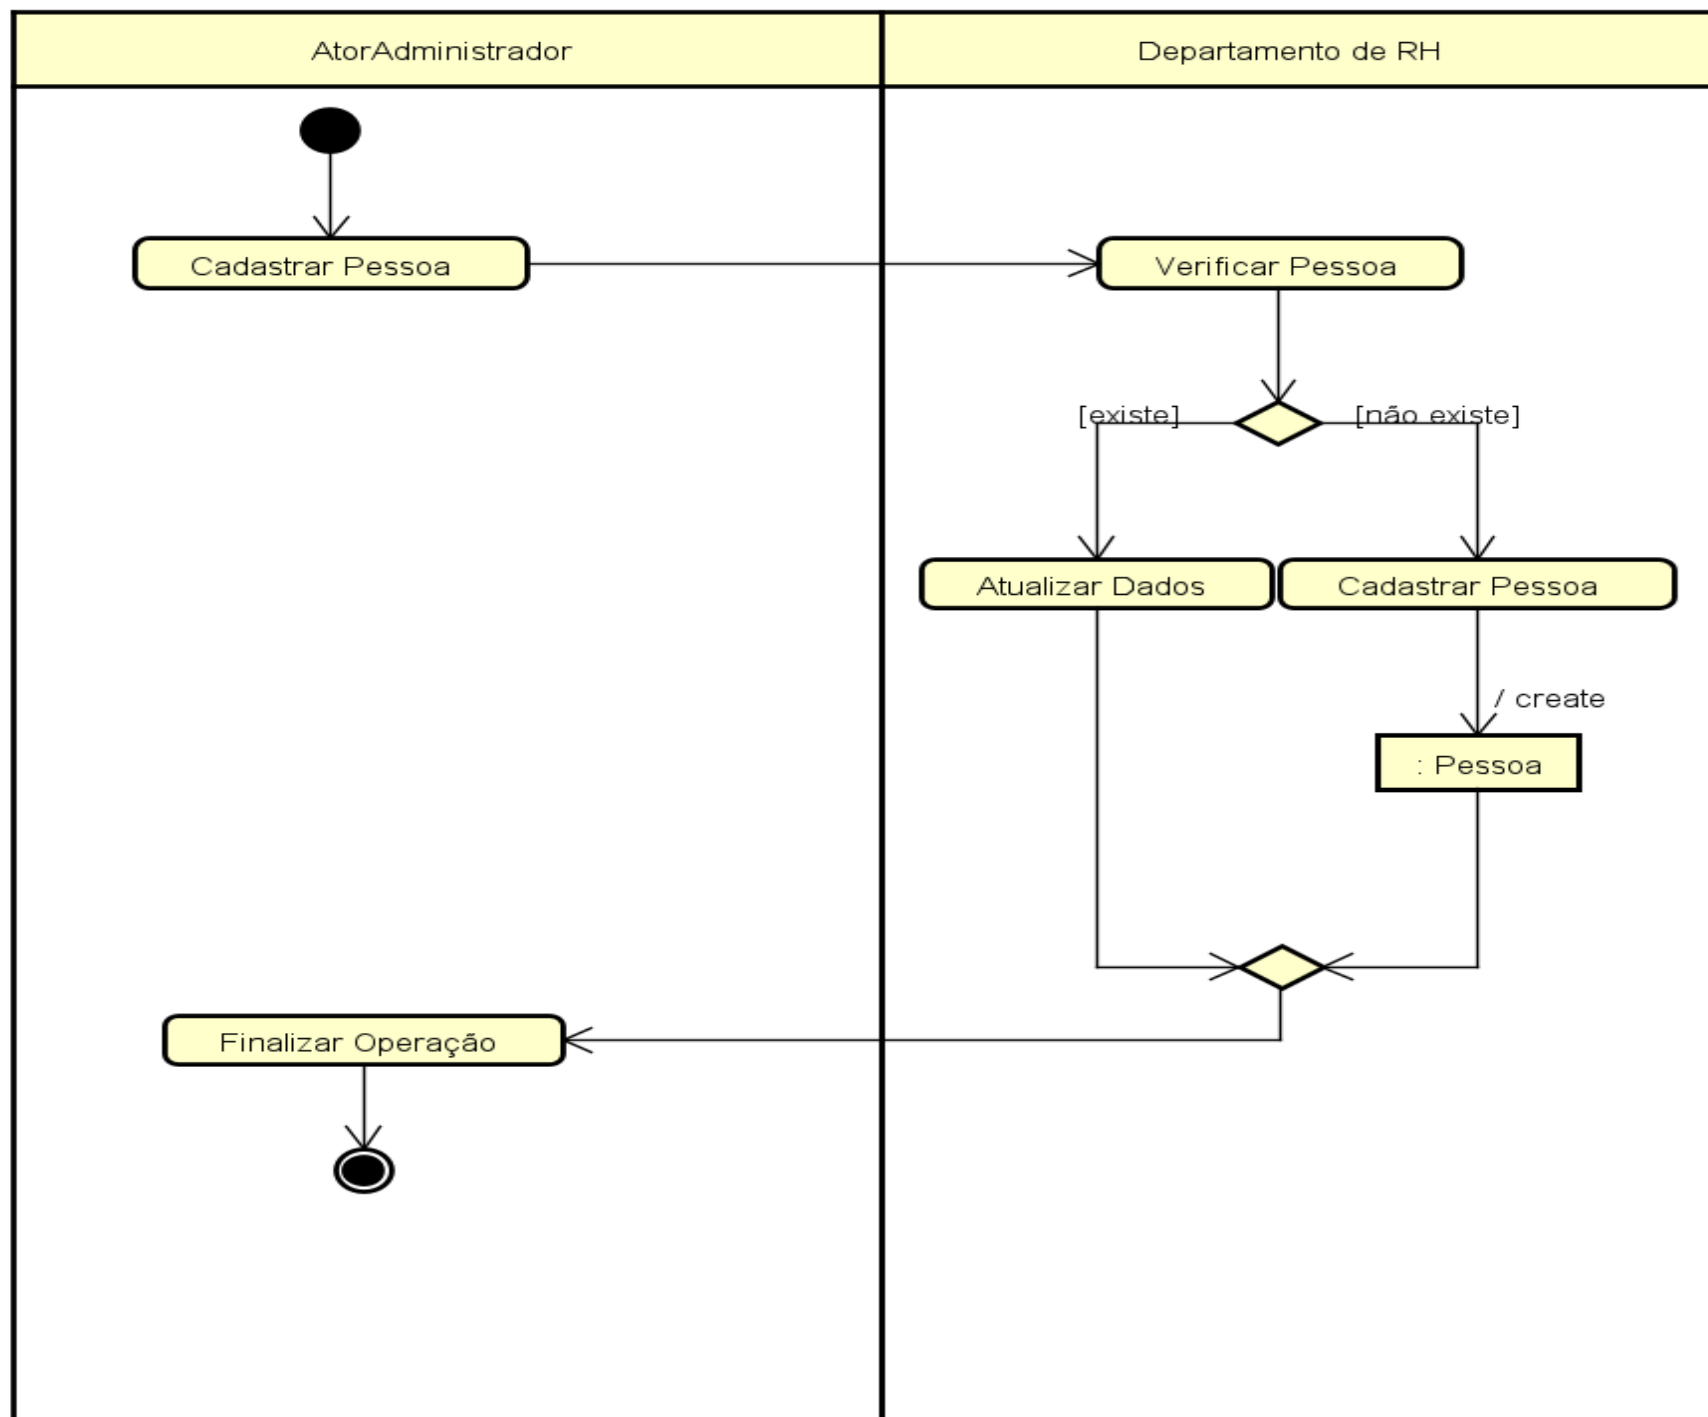 AtorAdministrador
Departamento de RH
Cadastrar Pessoa
Verificar Pessoa
[existe]
[não existe]
Atualizar Dados
Cadastrar Pessoa
/ create
: Pessoa
Finalizar Operação